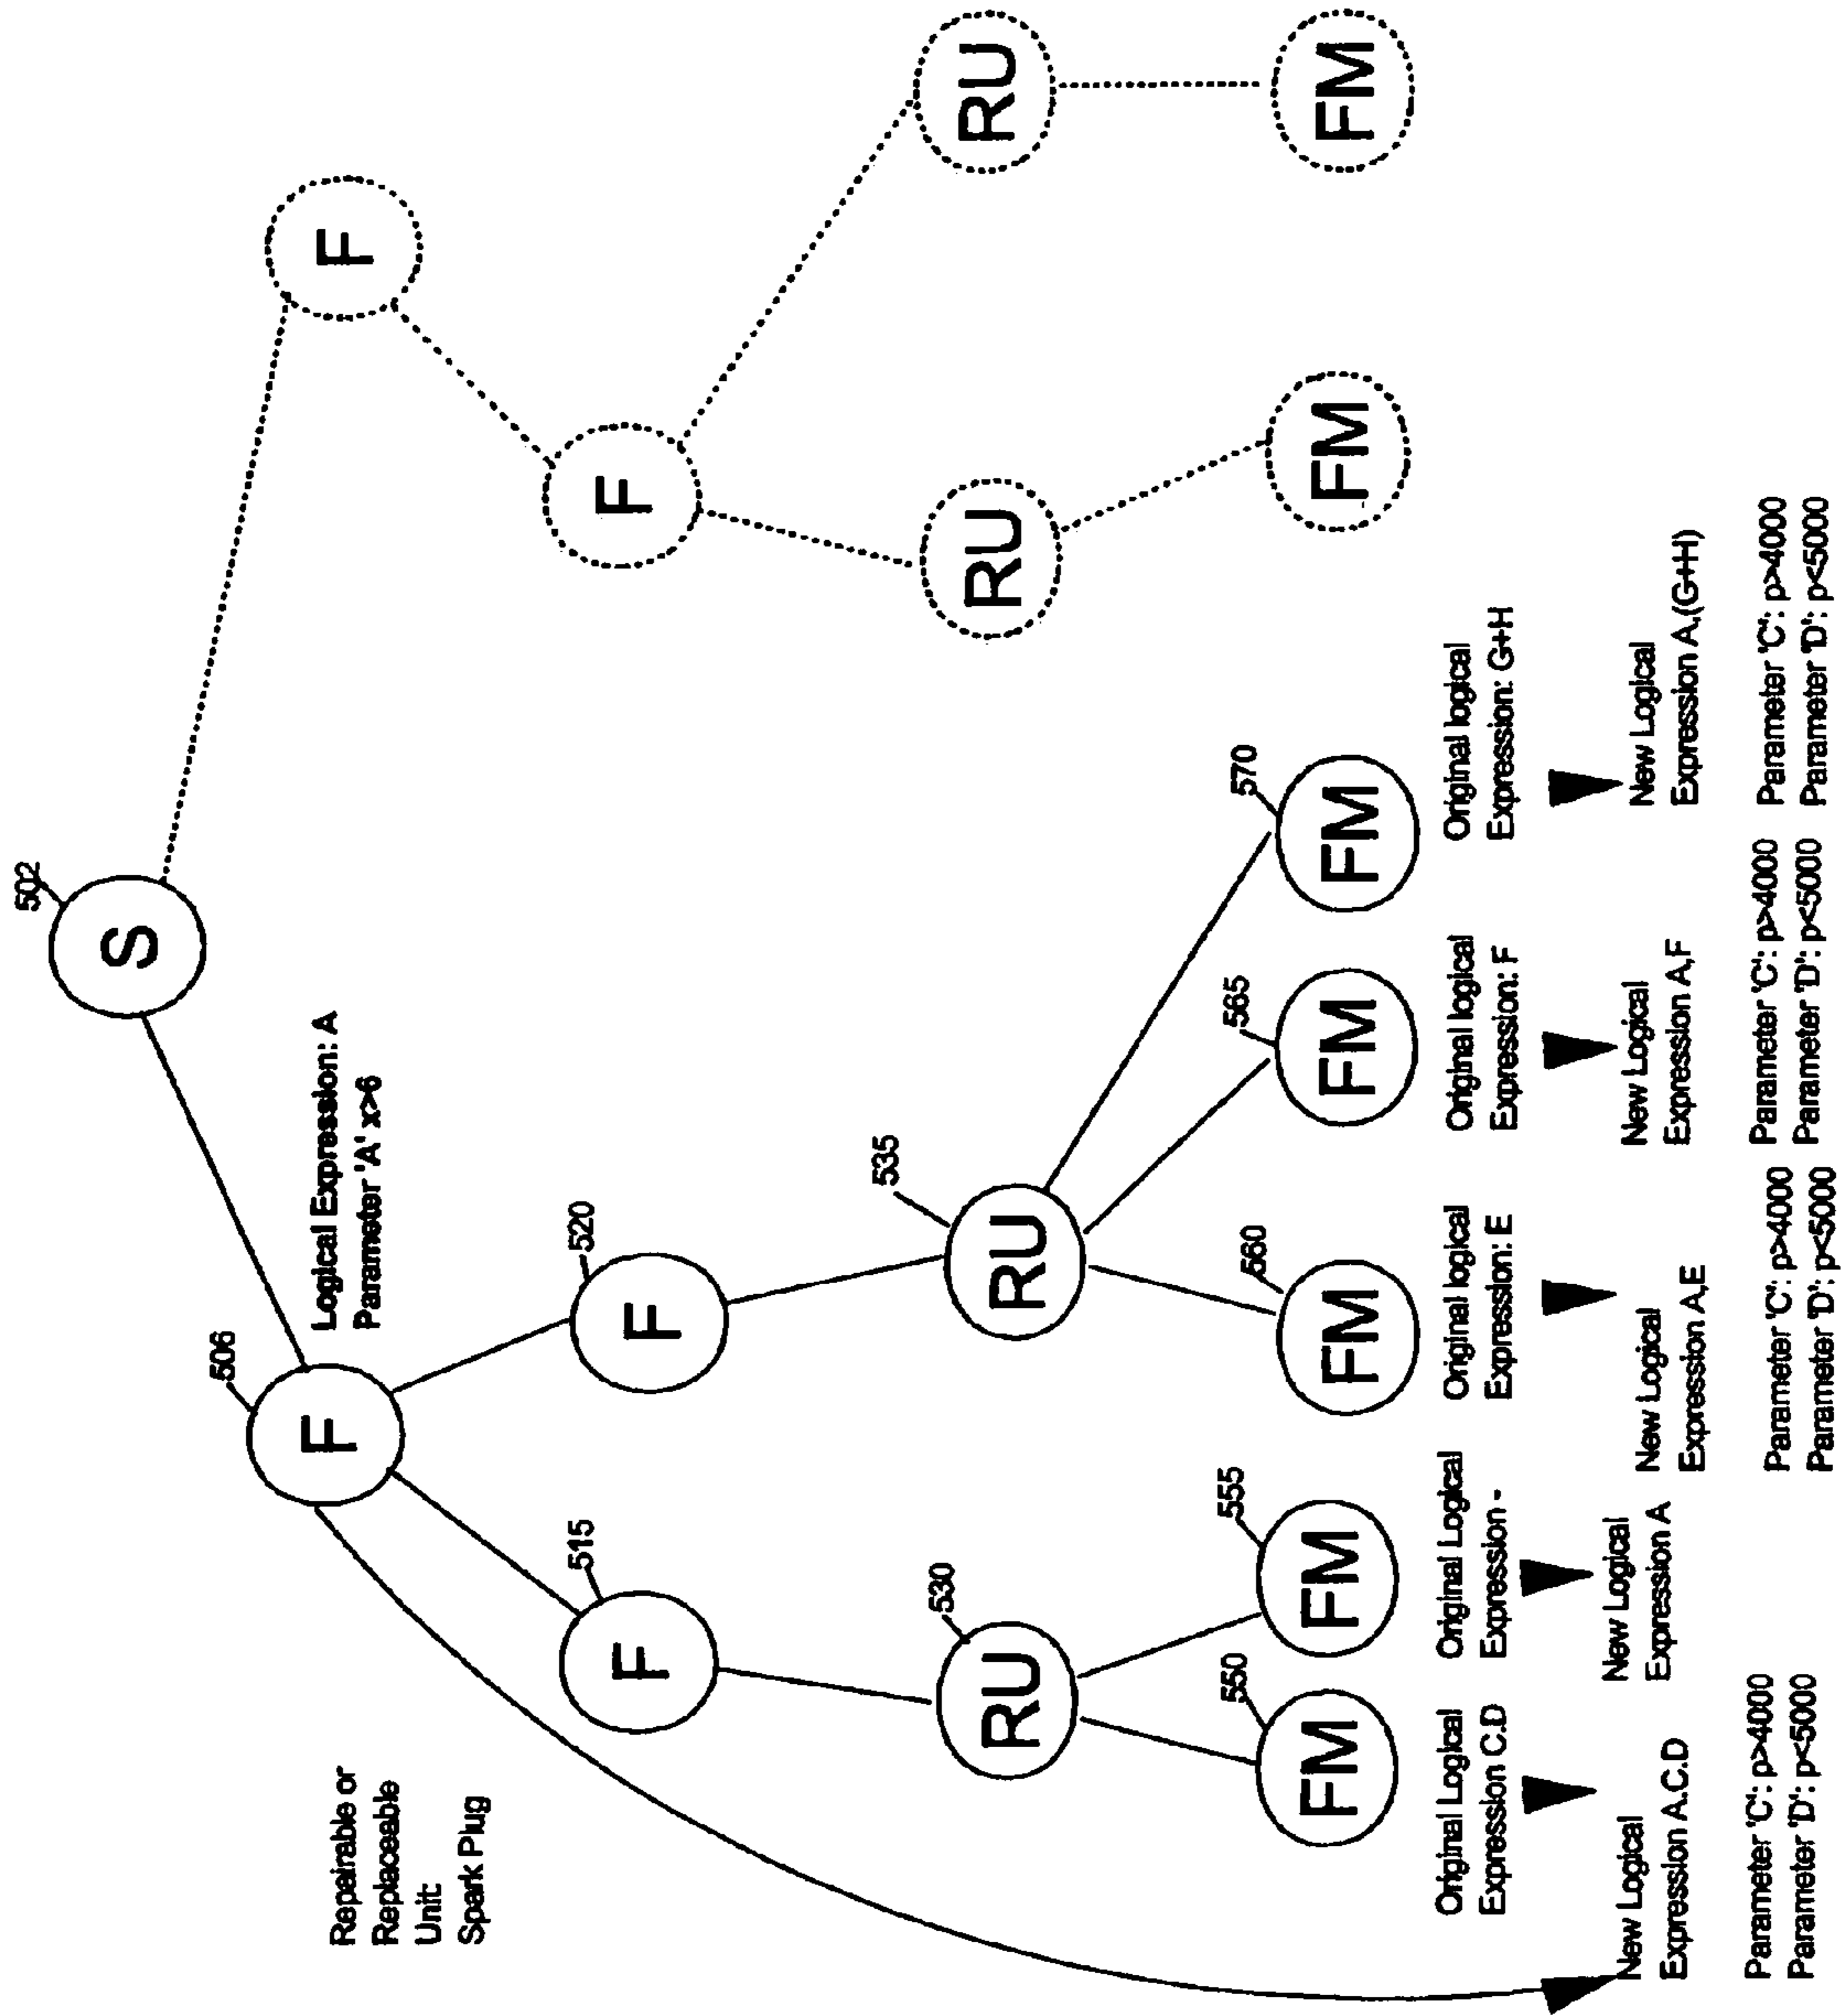 502
S
506
F
Logical Expression: A
Parameter 'A' x>6
F
Repairable or
Replaceable
Unit:
Spark Plug
515
F
520
F
F
530
RU
535
RU
RU
RU
550
FM
555
FM
560
FM
565
FM
570
FM
FM
FM
Original Logical
Expression C.D
Original Logical
Expression -
Original logical
Expression: E
Original logical
Expression: F
Original logical
Expression: G+H
New Logical
Expression A.C.D
New Logical
Expression A
New Logical
Expression A,E
New Logical
Expression A,F
New Logical
Expression A,(G+H)
Parameter 'C': p>4000
Parameter 'D': p<5000
Parameter 'C': p>4000
Parameter 'D': p<5000
Parameter 'C': p>4000
Parameter 'D': p<5000
Parameter 'C': p>4000
Parameter 'D': p<5000